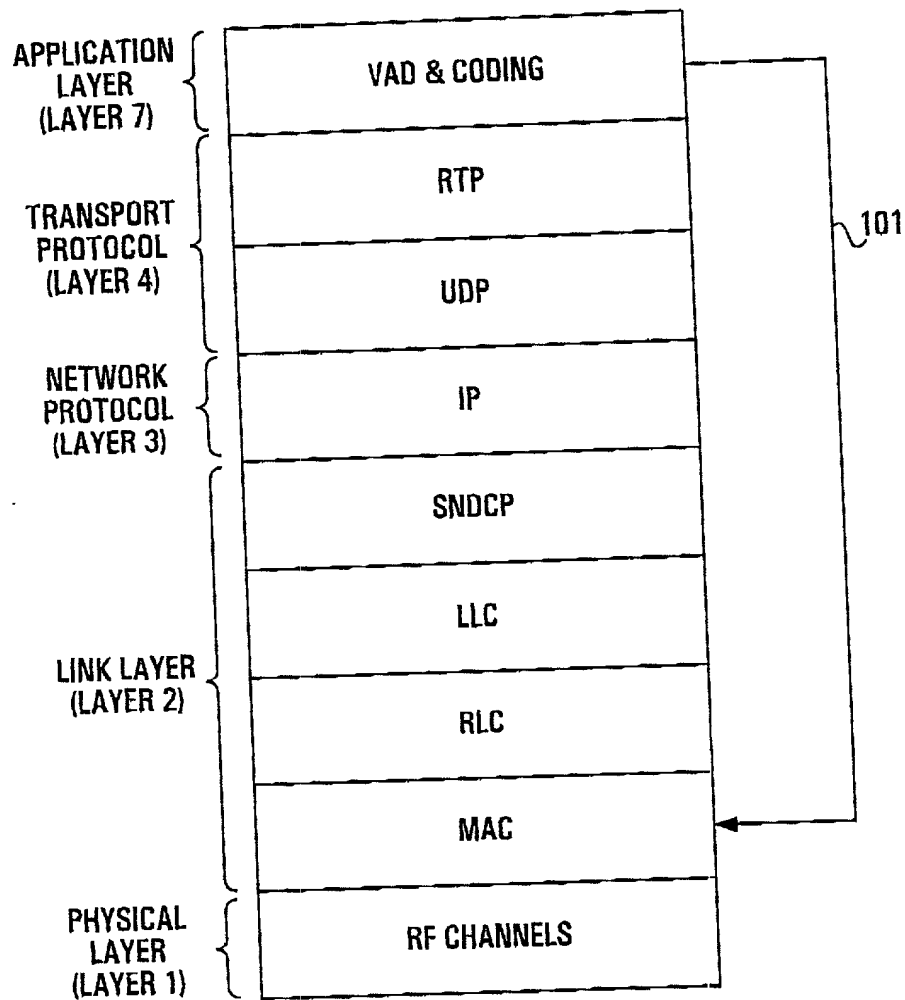 APPLICATION
LAYER
(LAYER 7)
VAD & CODING
TRANSPORT
PROTOCOL
(LAYER 4)
RTP
UDP
101
NETWORK
PROTOCOL
(LAYER 3)
IP
LINK LAYER
(LAYER 2)
SNDCP
LLC
RLC
MAC
PHYSICAL
LAYER
(LAYER 1)
RF CHANNELS